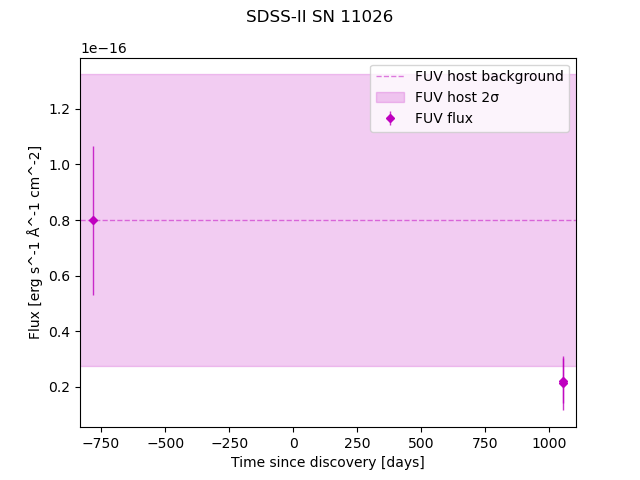 SDSS-II SN 11026
1e−16
FUV host background
FUV host 2σ
FUV flux
1.2
1.0
0.8
0.6
0.4
0.2
Flux [erg s^-1 Å^-1 cm^-2]
−750
−500
−250
0
250
500
750
1000
Time since discovery [days]